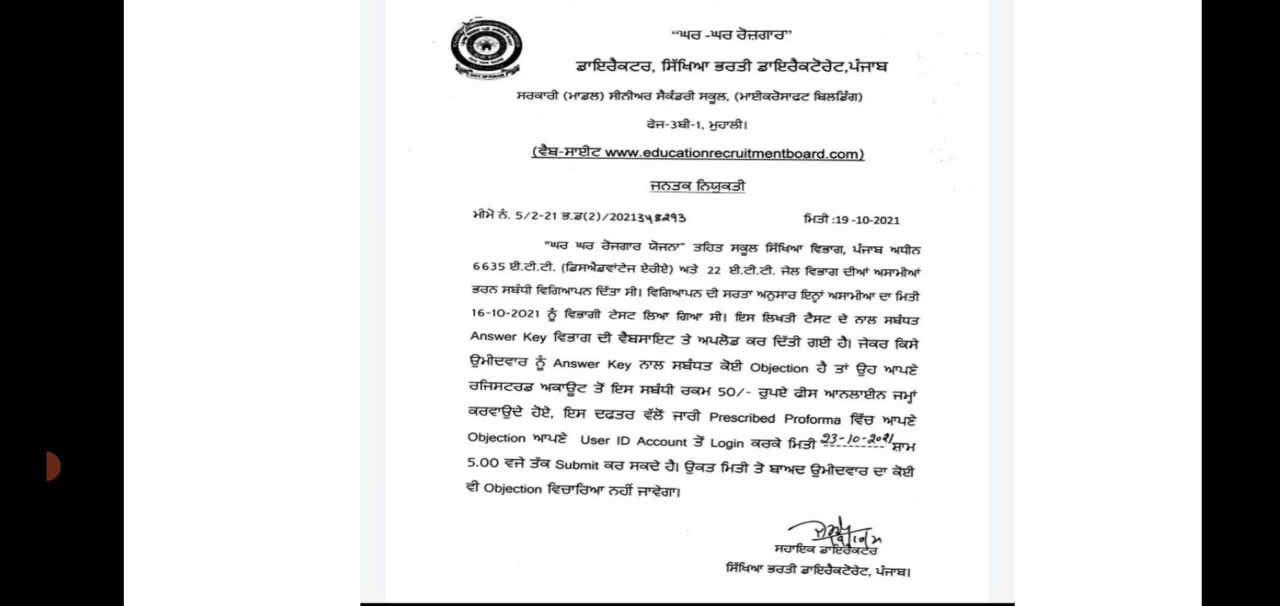 “ਘਰ -ਘਰ ਰੋਜ਼ਗਾਰ”
ਡਾਇਰੈਕਟਰ, ਸਿੱਖਿਆ ਭਰਤੀ ਡਾਇਰੈਕਟੋਰੇਟ,ਪੰਜਾਬ
ਸਰਕਾਰੀ (ਮਾਡਲ) ਸੀਨੀਅਰ ਸੈਕੰਡਰੀ ਸਕੂਲ, (ਮਾਈਕਰੋਸਾਫਟ ਬਿਲਡਿੰਗ)
ਫੇਜ-3ਬੀ-1, ਮੁਹਾਲੀ।
(ਵੈਬ-ਸਾਈਟ www.educationrecruitmentboard.com)
ਜਨਤਕ ਨਿਯੁਕਤੀ
ਮੀਮੋ ਨੰ. 5/2-21 ਭ.ਡ(2)/2021348293 ਮਿਤੀ :19-10-2021
"ਘਰ ਘਰ ਰੋਜਗਾਰ ਯੋਜਨਾ" ਤਹਿਤ ਸਕੂਲ ਸਿੱਖਿਆ ਵਿਭਾਗ, ਪੰਜਾਬ ਅਧੀਨ
6635 ਈ.ਟੀ.ਟੀ. (ਡਿਸਐਡਵਾਂਟੇਜ ਏਰੀਏ) ਅਤੇ 22 ਈ.ਟੀ.ਟੀ. ਜੇਲ ਵਿਭਾਗ ਦੀਆਂ ਅਸਾਮੀਆਂ
ਭਰਨ ਸਬੰਧੀ ਵਿਗਿਆਪਨ ਦਿੱਤਾ ਸੀ। ਵਿਗਿਆਪਨ ਦੀ ਸਰਤਾ ਅਨੁਸਾਰ ਇਨ੍ਹਾਂ ਅਸਾਮੀਆ ਦਾ ਮਿਤੀ
16-10-2021 ਨੂੰ ਵਿਭਾਗੀ ਟੇਸਟ ਲਿਆ ਗਿਆ ਸੀ। ਇਸ ਲਿਖਤੀ ਟੈਸਟ ਦੇ ਨਾਲ ਸਬੰਧਤ
Answer Key ਵਿਭਾਗ ਦੀ ਵੈਬਸਾਇਟ ਤੇ ਅਪਲੋਡ ਕਰ ਦਿੱਤੀ ਗਈ ਹੈ। ਜੇਕਰ ਕਿਸੇ
ਉਮੀਦਵਾਰ ਨੂੰ Answer Key ਨਾਲ ਸਬੰਧਤ ਕੋਈ Objection ਹੈ ਤਾਂ ਉਹ ਆਪਣੇ
ਰਜਿਸਟਰਡ ਅਕਾਊਟ ਤੋਂ ਇਸ ਸਬੰਧੀ ਰਕਮ 50/- ਰੁਪਏ ਫੀਸ ਆਨਲਾਈਨ ਜਮ੍ਹਾਂ
ਕਰਵਾਉਦੇ ਹੋਏ, ਇਸ ਦਫਤਰ ਵੱਲੋਂ ਜਾਰੀ Prescribed Proforma ਵਿੱਚ ਆਪਣੇ
Objection ਆਪਣੇ User ID Account ਤੋਂ Login ਕਰਕੇ ਮਿਤੀ 23-10-2021 ਸ਼ਾਮ
5.00 ਵਜੇ ਤੱਕ Submit ਕਰ ਸਕਦੇ ਹੈ। ਉਕਤ ਮਿਤੀ ਤੋ ਬਾਅਦ ਉਮੀਦਵਾਰ ਦਾ ਕੋਈ
ਵੀ Objection ਵਿਚਾਰਿਆ ਨਹੀਂ ਜਾਵੇਗਾ।
ਸਹਾਇਕ ਡਾਇਰੈਕਟਰ
ਸਿੱਖਿਆ ਭਰਤੀ ਡਾਇਰੈਕਟੋਰੇਟ, ਪੰਜਾਬ।